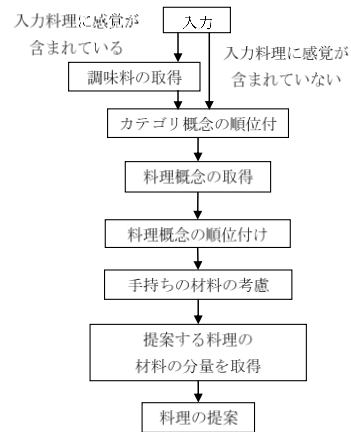 入力料理に感覚が
含まれている
入力
入力料理に感覚が
含まれていない
調味料の取得
カテゴリ概念の順位付
料理概念の取得
料理概念の順位付け
手持ちの材料の考慮
提案する料理の
材料の分量を取得
料理の提案